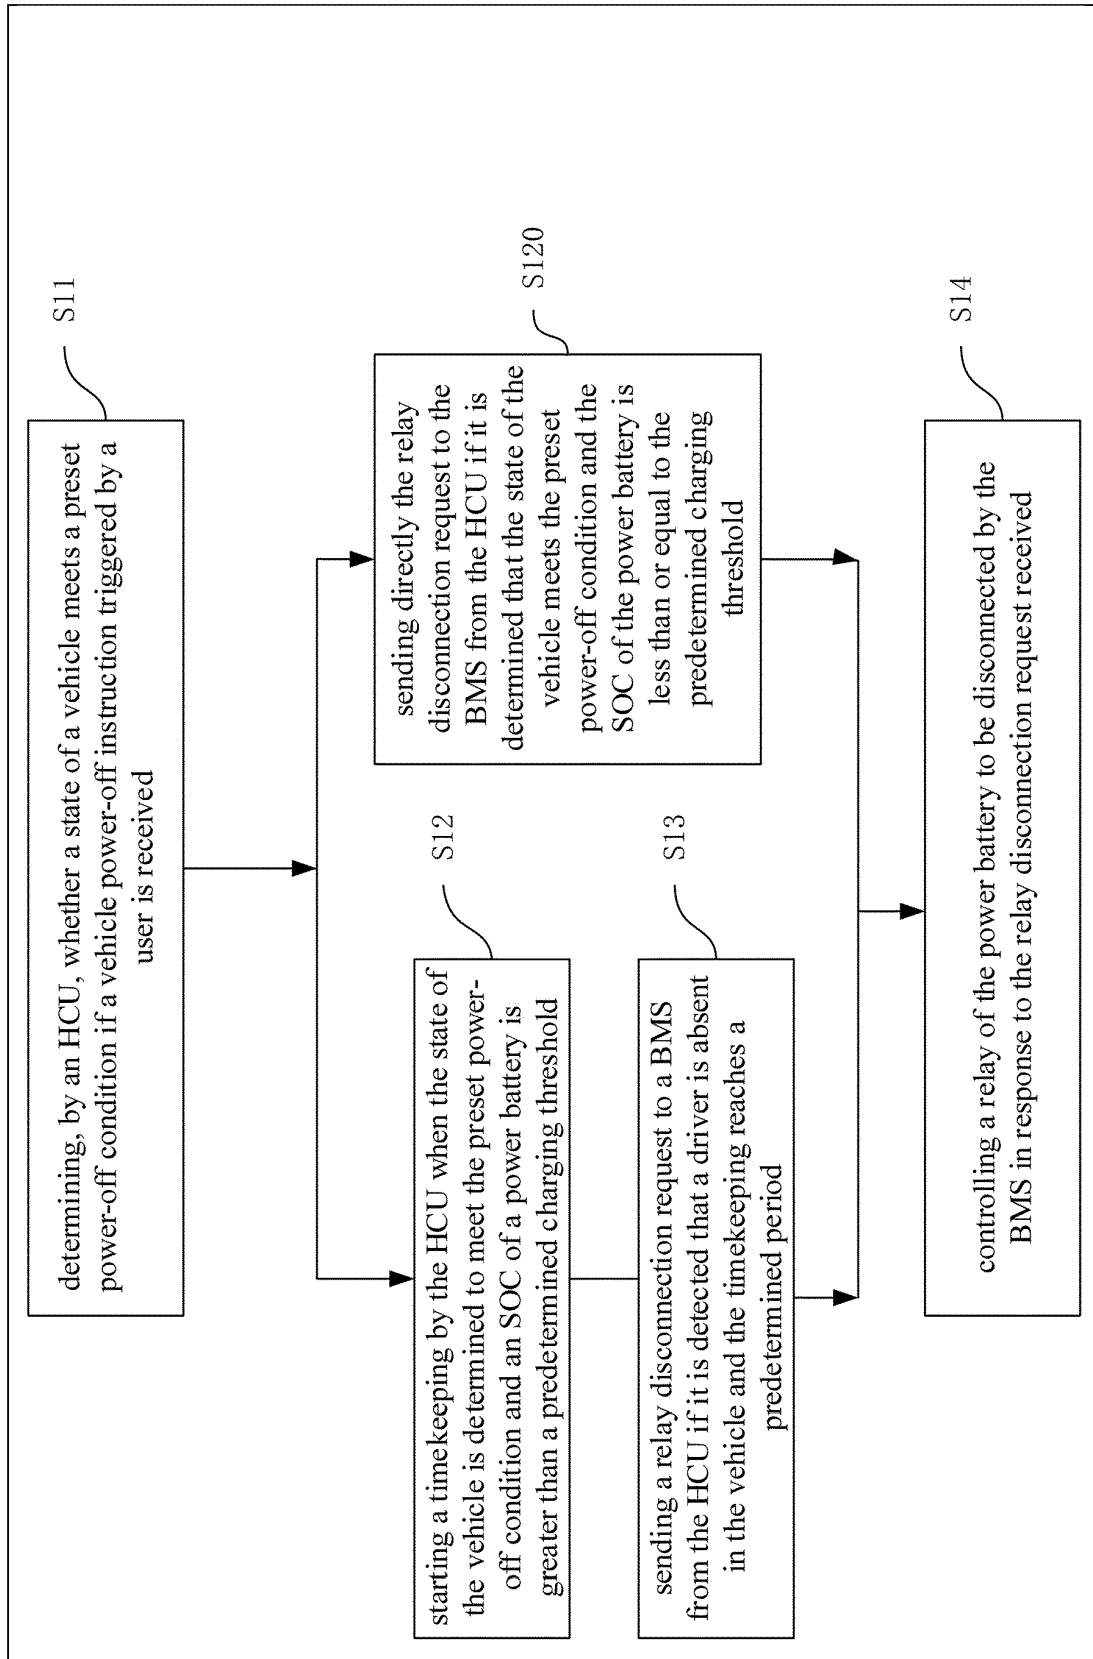 determining, by an HCU, whether a state of a vehicle meets a preset
power-off condition if a vehicle power-off instruction triggered by a
user is received
S11
starting a timekeeping by the HCU when the state of
the vehicle is determined to meet the preset power-
off condition and an SOC of a power battery is
greater than a predetermined charging threshold
S12
sending a relay disconnection request to a BMS
from the HCU if it is detected that a driver is absent
in the vehicle and the timekeeping reaches a
predetermined period
S13
sending directly the relay
disconnection request to the
BMS from the HCU if it is
determined that the state of the
vehicle meets the preset
power-off condition and the
SOC of the power battery is
less than or equal to the
predetermined charging
threshold
S120
controlling a relay of the power battery to be disconnected by the
BMS in response to the relay disconnection request received
S14